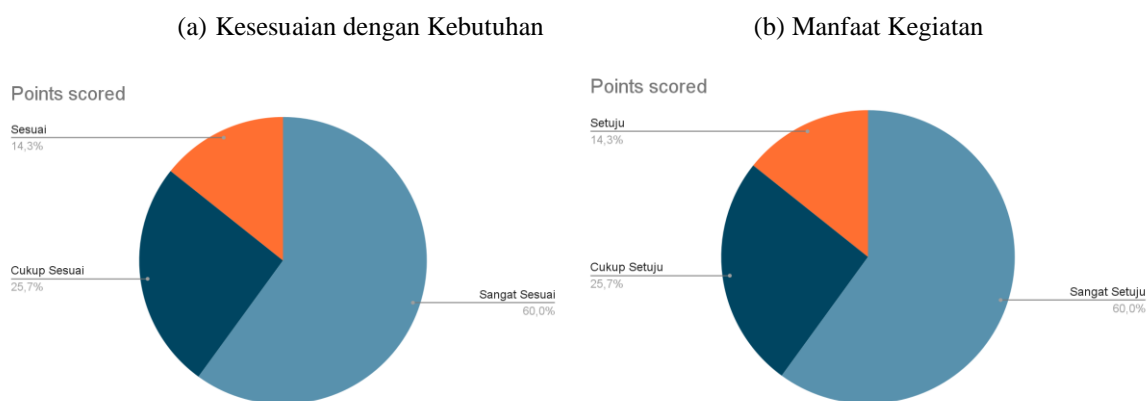 (a) Kesesuaian dengan Kebutuhan
(b) Manfaat Kegiatan
Points scored
Sesuai
14,3%
Cukup Sesuai
25,7%
Sangat Sesuai
60,0%
Points scored
Setuju
14,3%
Cukup Setuju
25,7%
Sangat Setuju
60,0%